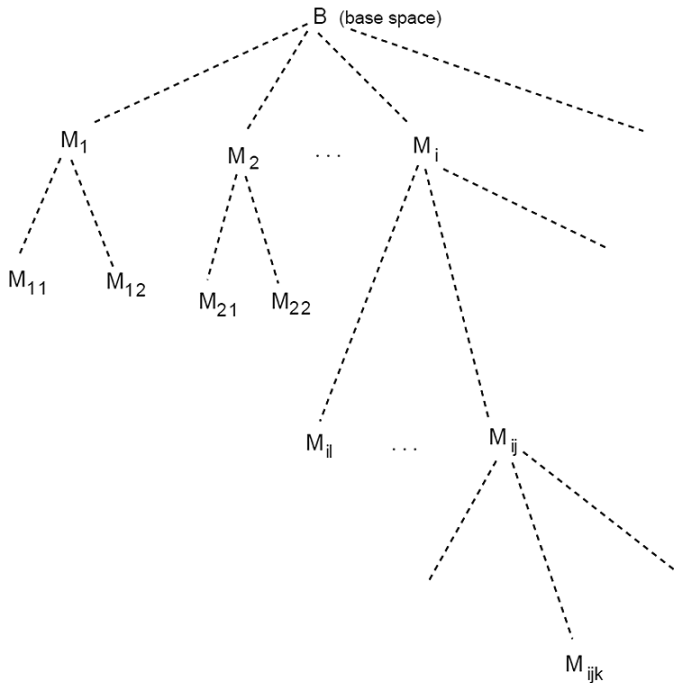 B (base space)
M1
M2 ... Mi
M11 M12
M21 M22
Mil ... Mij
Mijk